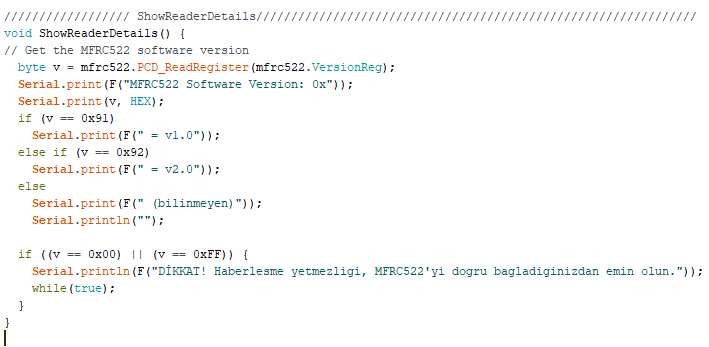 ////////////////// ShowReaderDetails///////////////////////////////////////////////////////////////
void ShowReaderDetails() {
// Get the MFRC522 software version
  byte v = mfrc522.PCD_ReadRegister(mfrc522.VersionReg);
  Serial.print(F("MFRC522 Software Version: 0x"));
  Serial.print(v, HEX);
  if (v == 0x91)
    Serial.print(F(" = v1.0"));
  else if (v == 0x92)
    Serial.print(F(" = v2.0"));
  else
    Serial.print(F(" (bilinmeyen)"));
    Serial.println("");

  if ((v == 0x00) || (v == 0xFF)) {
    Serial.println(F("DİKKAT! Haberlesme yetmezligi, MFRC522'yi dogru bagladiginizdan emin olun."));
    while(true);
  }
}